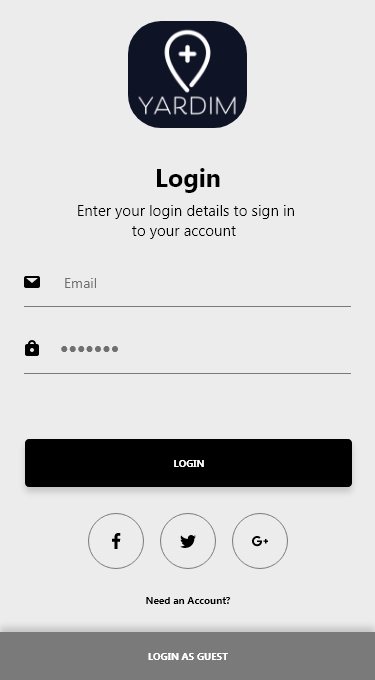 YARDIM
Login
Enter your login details to sign in
to your account
Email
LOGIN
G+
Need an Account?
LOGIN AS GUEST